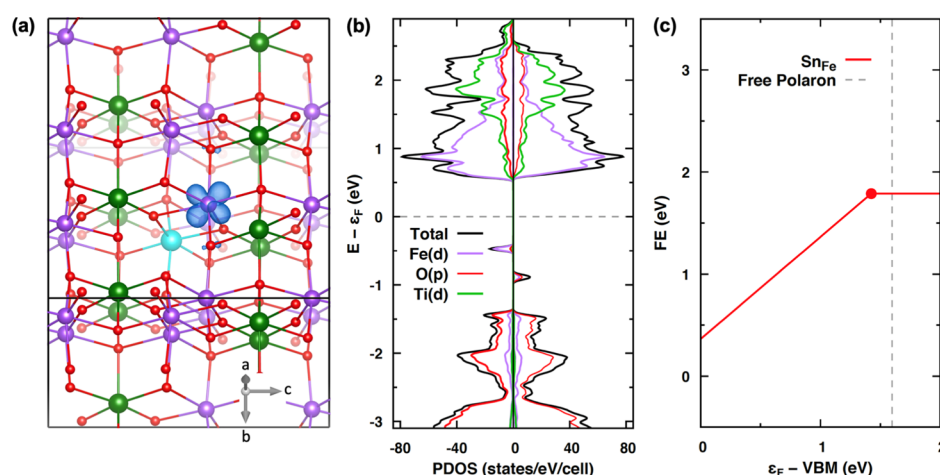 (a)
a
c
b
(b)
E − εF (eV)
2
1
0
-1
-2
-3
Total
Fe(d)
O(p)
Ti(d)
-80 -40 0 40 80
PDOS (states/eV/cell)
(c)
FE (eV)
3
2
1
0
SnFe
Free Polaron
0 1 2
εF − VBM (eV)